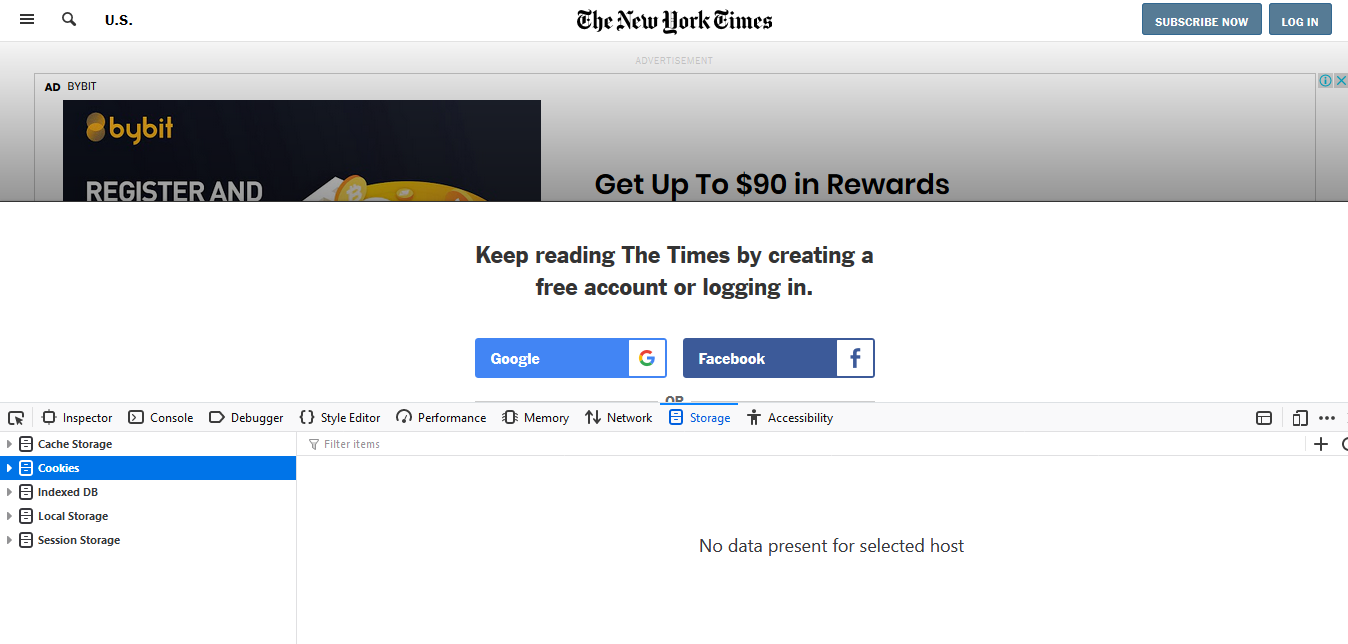 U.S.
The New York Times
SUBSCRIBE NOW
LOG IN
ADVERTISEMENT
AD BYBIT
bybit
REGISTER AND
Get Up To $90 in Rewards
Keep reading The Times by creating a
free account or logging in.
Google
Facebook
OR
Inspector
Console
Debugger
Style Editor
Performance
Memory
Network
Storage
Accessibility
Cache Storage
Filter items
Cookies
Indexed DB
Local Storage
Session Storage
No data present for selected host